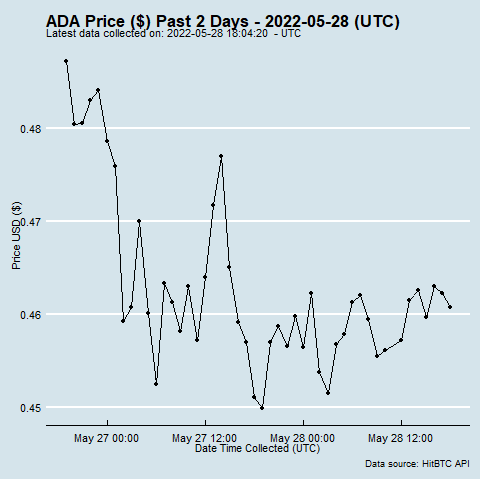 ADA Price ($) Past 2 Days - 2022-05-28 (UTC)
Latest data collected on: 2022-05-28 18:04:20 - UTC
Price USD ($)
0.48
0.47
0.46
0.45
May 27 00:00 May 27 12:00 May 28 00:00 May 28 12:00
Date Time Collected (UTC)
Data source: HitBTC API